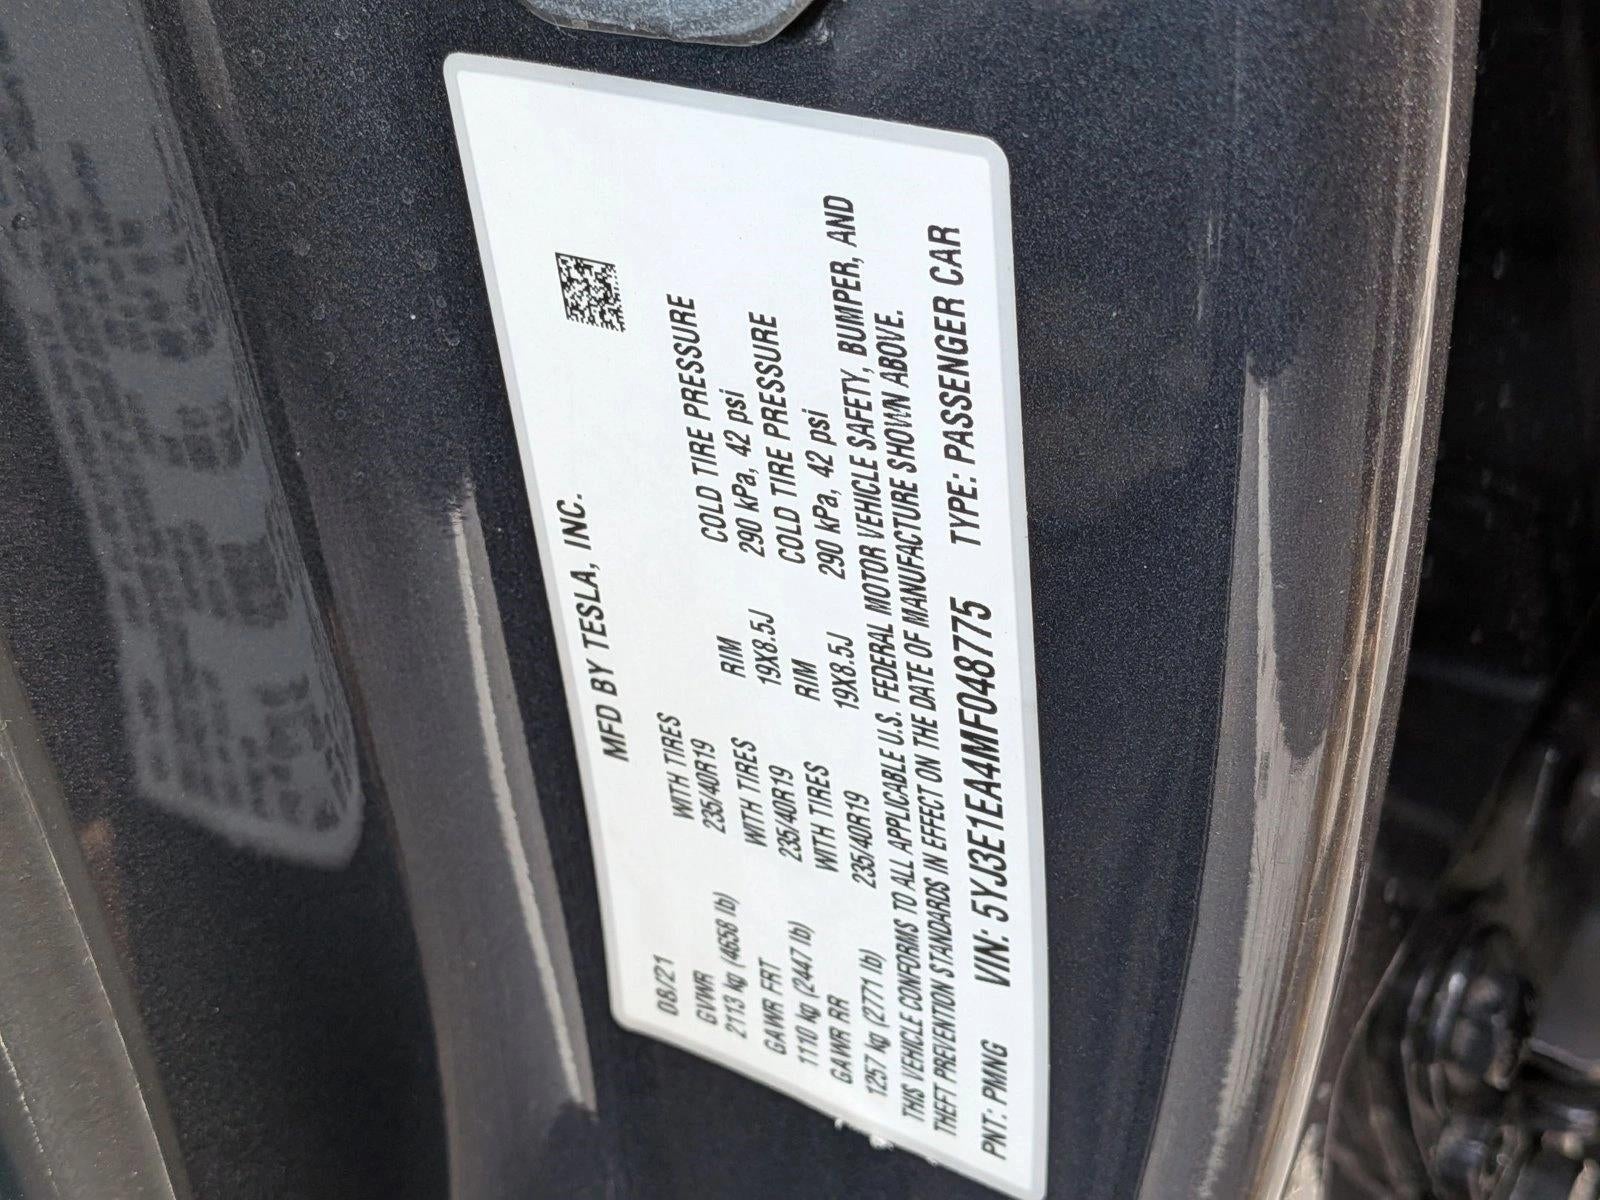 MFD BY TESLA, INC.
08/21
GVWR WITH TIRES RIM COLD TIRE PRESSURE
2113 kg (4658 lb) 235/40R19 19X8.5J 290 kPa, 42 psi
GAWR FRT WITH TIRES RIM COLD TIRE PRESSURE
1110 kg (2447 lb) 235/40R19 19X8.5J 290 kPa, 42 psi
GAWR RR WITH TIRES
1257 kg (2771 lb) 235/40R19
THIS VEHICLE CONFORMS TO ALL APPLICABLE U.S. FEDERAL MOTOR VEHICLE SAFETY, BUMPER, AND
THEFT PREVENTION STANDARDS IN EFFECT ON THE DATE OF MANUFACTURE SHOWN ABOVE.
PNT: PMNG VIN: 5YJ3E1EA4MF048775 TYPE: PASSENGER CAR